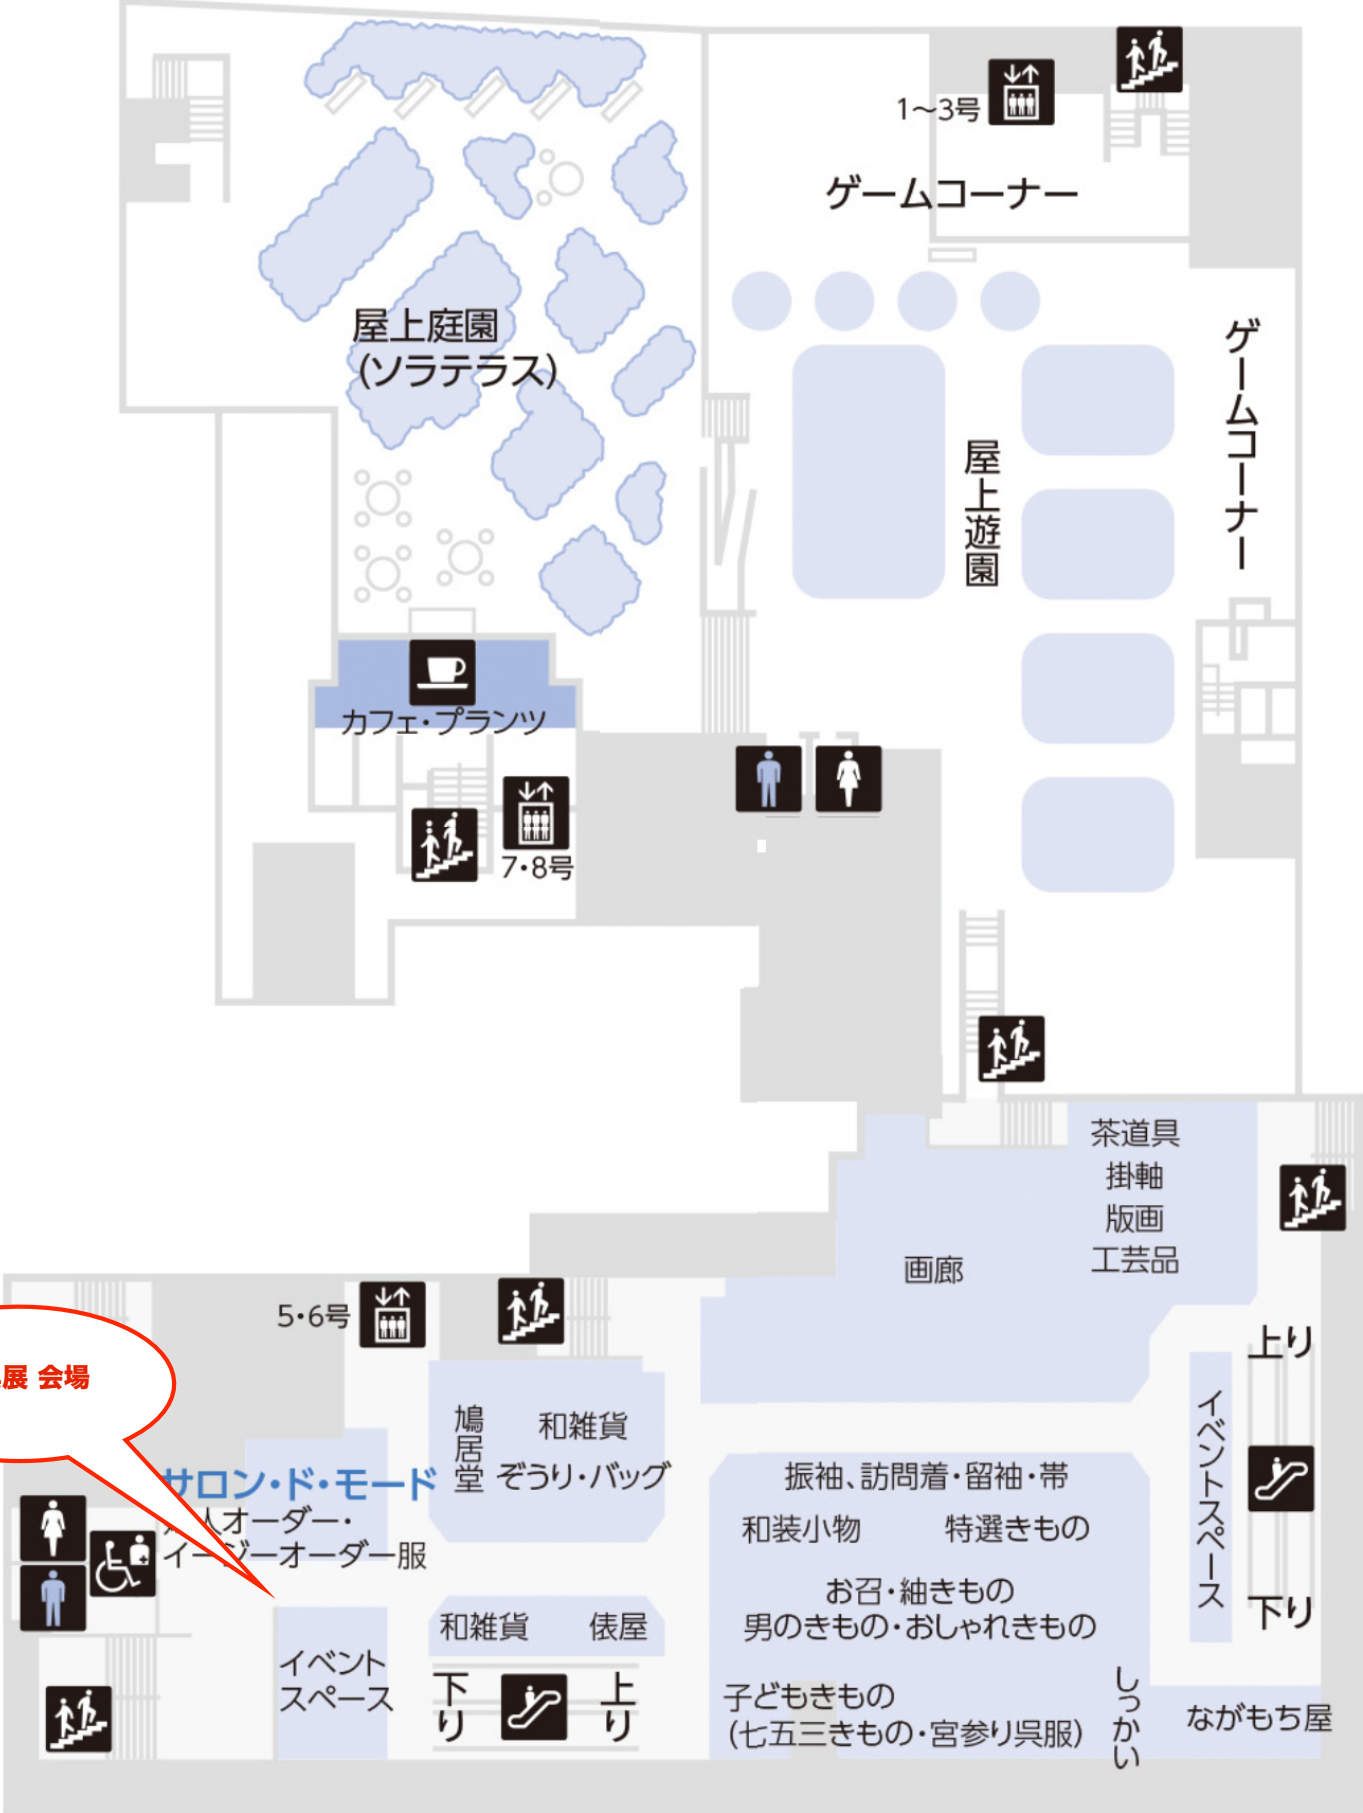 1〜3号
ゲームコーナー
屋上庭園
(ソラテラス)
ゲームコーナー
屋上遊園
カフェ・プランツ
7・8号
茶道具
掛軸
版画
工芸品
画廊
5・6号
上り
展 会場
イベントスペース
下り
鳩居堂
和雑貨
ぞうり・バッグ
サロン・ド・モード
人オーダー・
イージーオーダー服
振袖、訪問着・留袖・帯
和装小物 特選きもの
お召・紬きもの
男のきもの・おしゃれきもの
和雑貨 俵屋
イベント
スペース
下り
上り
子どもきもの
(七五三きもの・宮参り呉服)
しっかい
ながもち屋